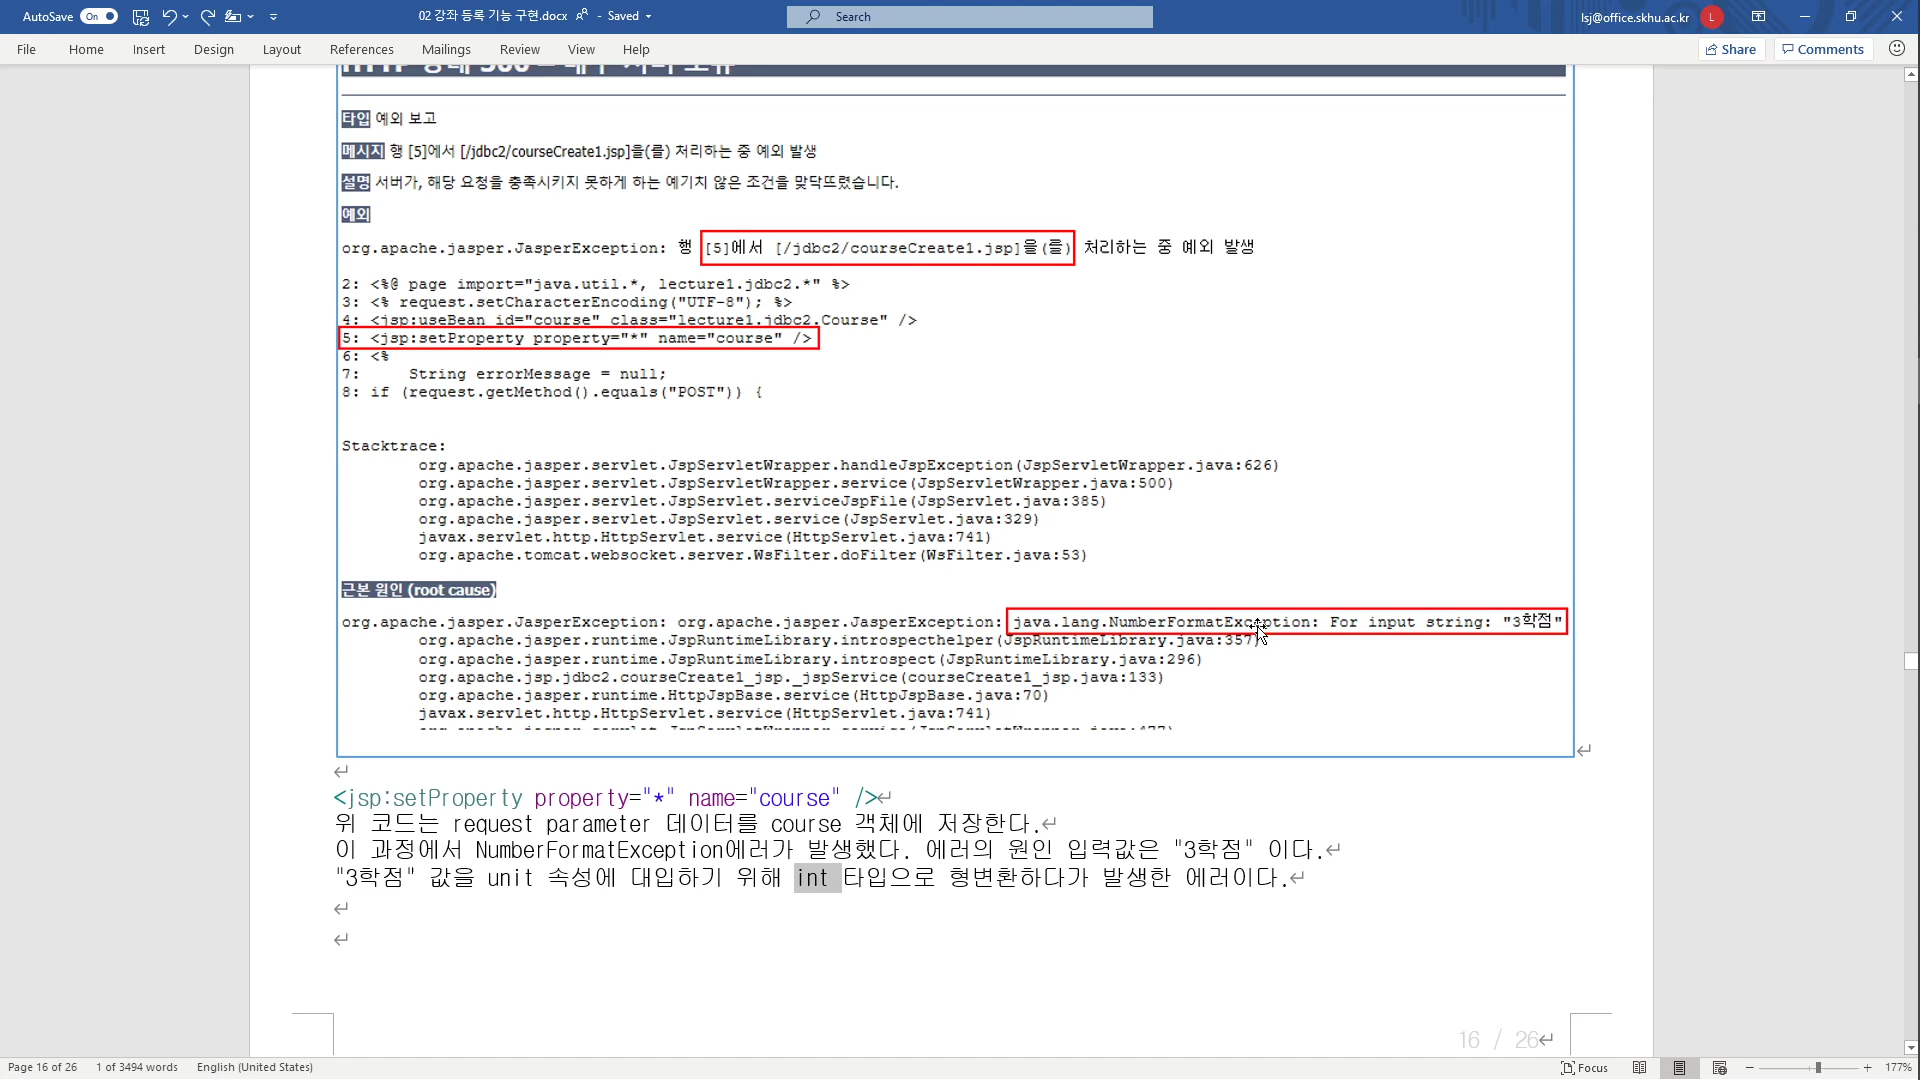 AutoSave On 02 강좌 등록 기능 구현.docx - Saved Search lsj@office.skhu.ac.kr L
File Home Insert Design Layout References Mailings Review View Help Share Comments
타입 예외 보고
메시지 행 [5]에서 [/jdbc2/courseCreate1.jsp]을(를) 처리하는 중 예외 발생
설명 서버가, 해당 요청을 충족시키지 못하게 하는 예기치 않은 조건을 맞닥뜨렸습니다.
예외
org.apache.jasper.JasperException: 행 [5]에서 [/jdbc2/courseCreate1.jsp]을(를) 처리하는 중 예외 발생
2: <%@ page import="java.util.*, lecture1.jdbc2.*" %>
3: <% request.setCharacterEncoding("UTF-8"); %>
4: <jsp:useBean id="course" class="lecture1.jdbc2.Course" />
5: <jsp:setProperty property="*" name="course" />
6: <%
7:     String errorMessage = null;
8: if (request.getMethod().equals("POST")) {
Stacktrace:
org.apache.jasper.servlet.JspServletWrapper.handleJspException(JspServletWrapper.java:626)
org.apache.jasper.servlet.JspServletWrapper.service(JspServletWrapper.java:500)
org.apache.jasper.servlet.JspServlet.serviceJspFile(JspServlet.java:385)
org.apache.jasper.servlet.JspServlet.service(JspServlet.java:329)
javax.servlet.http.HttpServlet.service(HttpServlet.java:741)
org.apache.tomcat.websocket.server.WsFilter.doFilter(WsFilter.java:53)
근본 원인 (root cause)
org.apache.jasper.JasperException: org.apache.jasper.JasperException: java.lang.NumberFormatException: For input string: "3학점"
org.apache.jasper.runtime.JspRuntimeLibrary.introspecthelper(JspRuntimeLibrary.java:357)
org.apache.jasper.runtime.JspRuntimeLibrary.introspect(JspRuntimeLibrary.java:296)
org.apache.jsp.jdbc2.courseCreate1_jsp._jspService(courseCreate1_jsp.java:133)
org.apache.jasper.runtime.HttpJspBase.service(HttpJspBase.java:70)
javax.servlet.http.HttpServlet.service(HttpServlet.java:741)
<jsp:setProperty property="*" name="course" />
위 코드는 request parameter 데이터를 course 객체에 저장한다.
이 과정에서 NumberFormatException에러가 발생했다. 에러의 원인 입력값은 "3학점" 이다.
"3학점" 값을 unit 속성에 대입하기 위해 int 타입으로 형변환하다가 발생한 에러이다.
16 / 26
Page 16 of 26 1 of 3494 words English (United States) Focus 177%